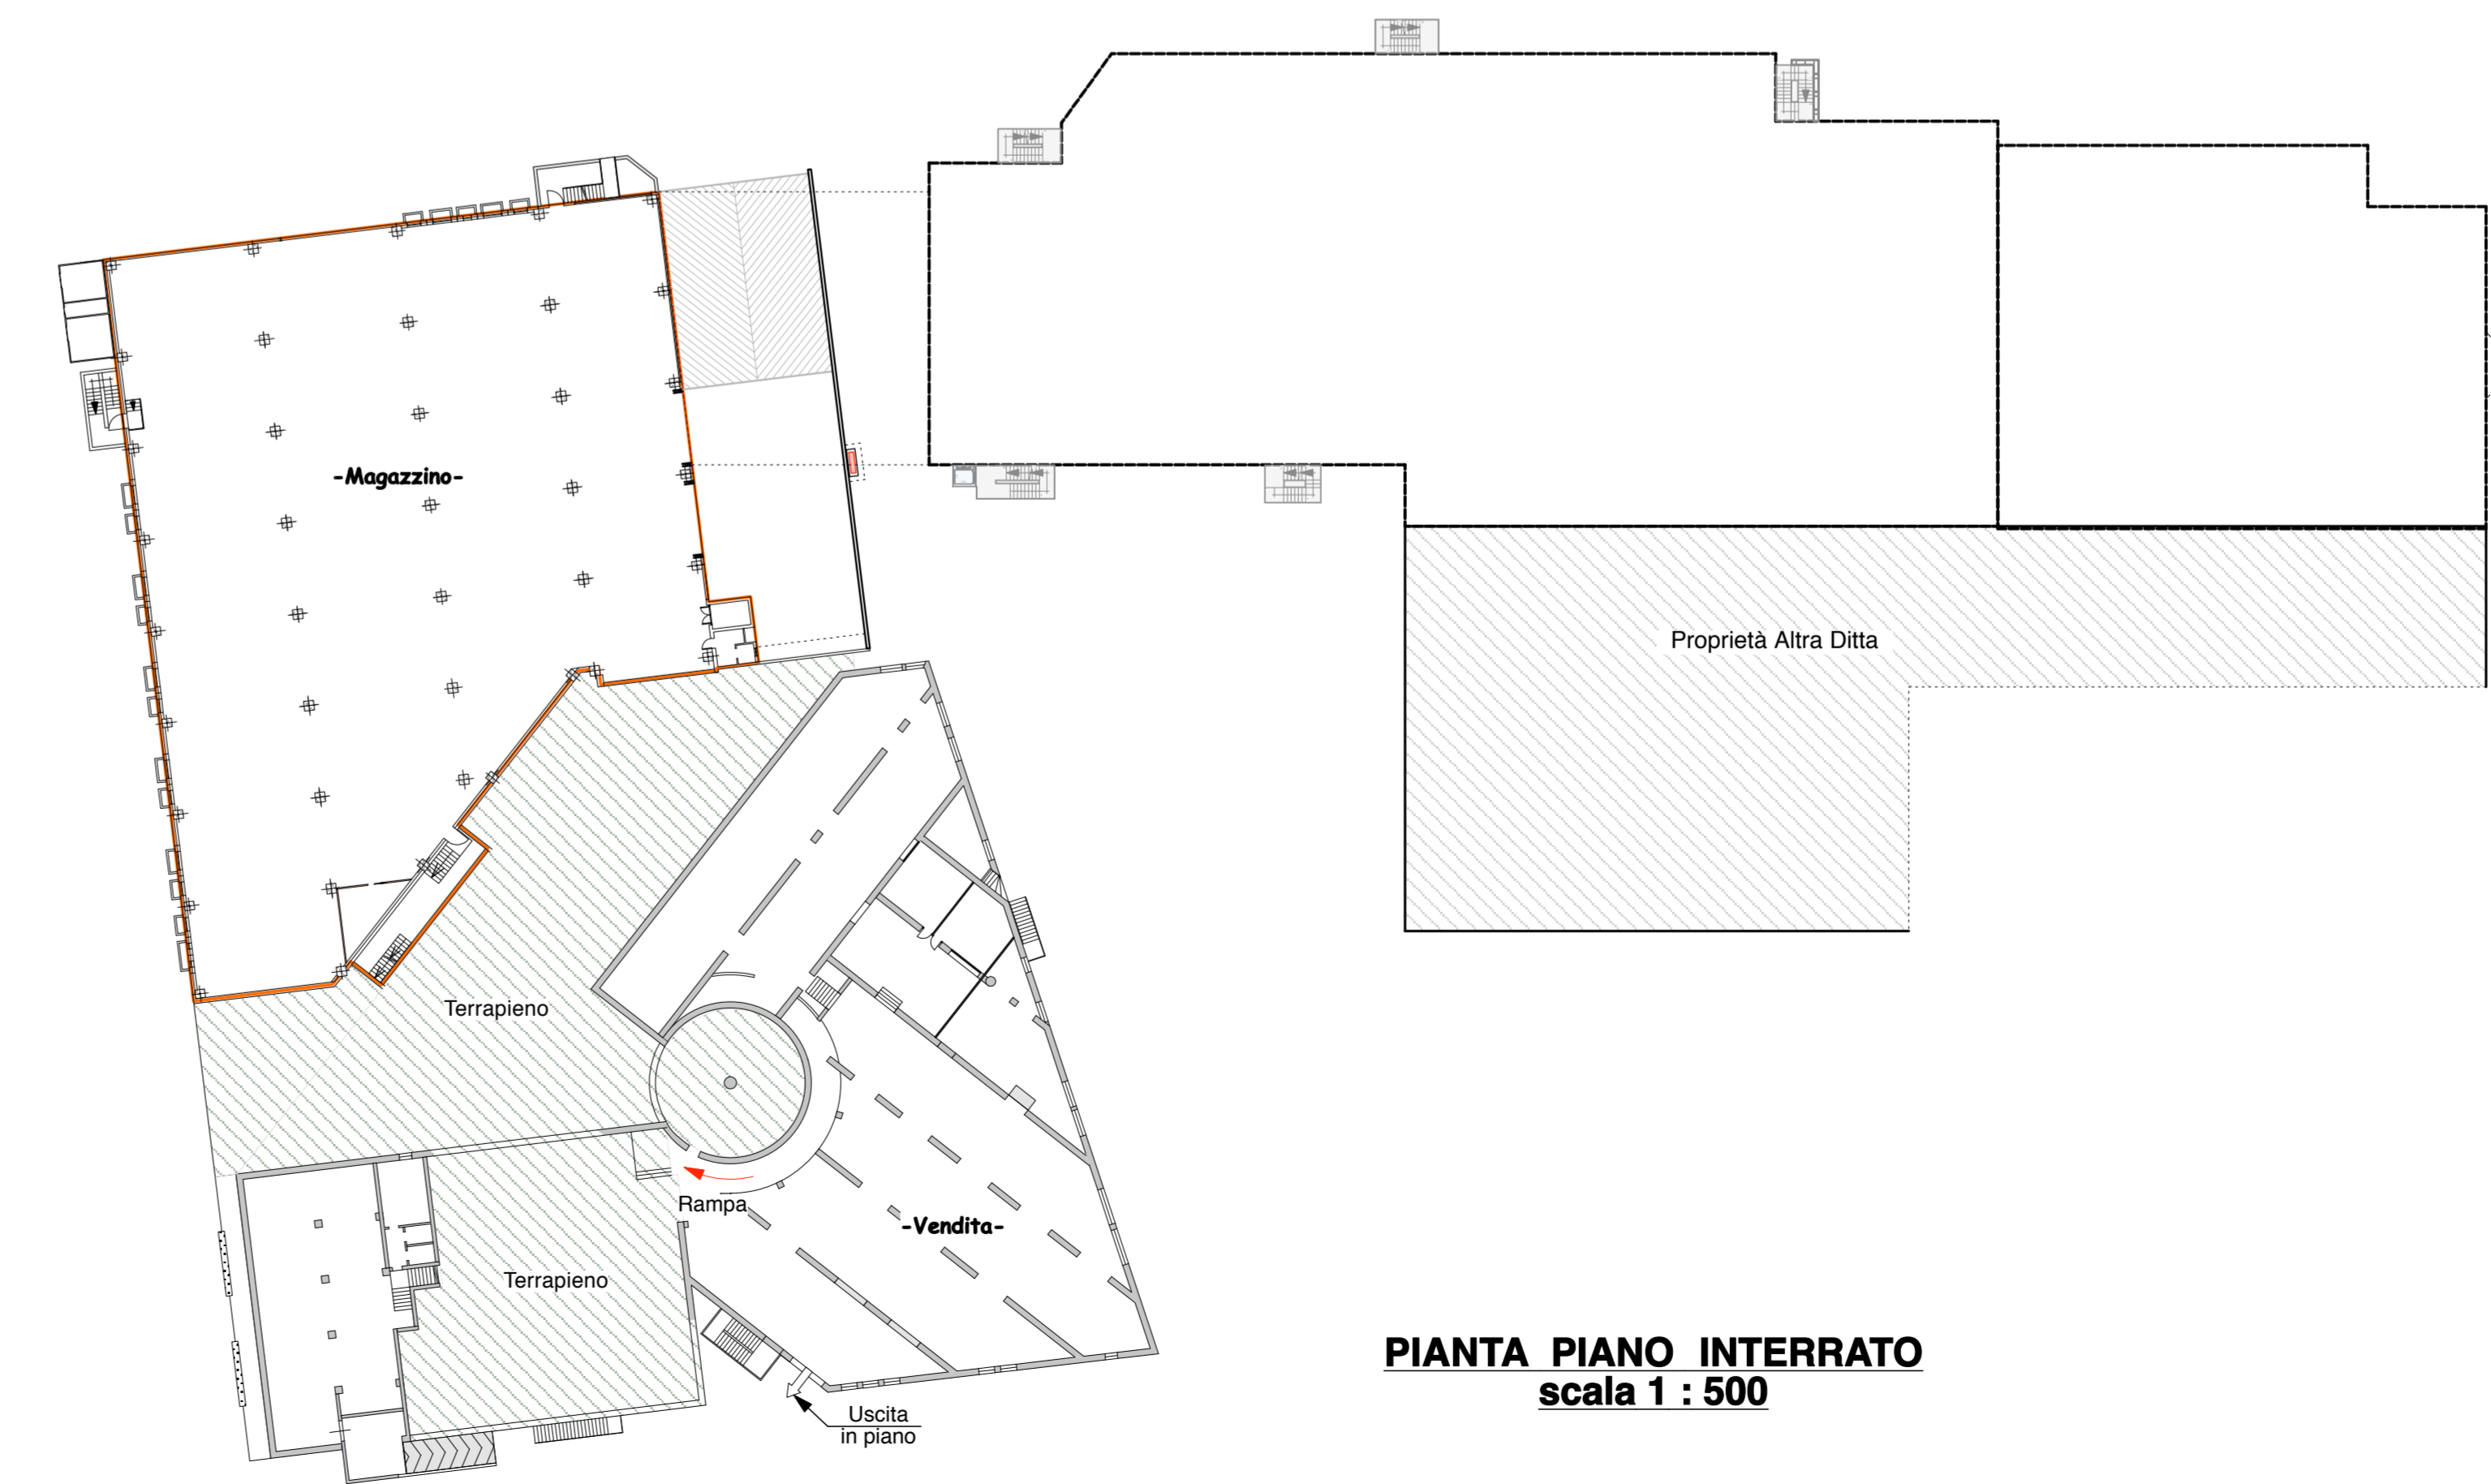 -Magazzino-
Proprietà Altra Ditta
Terrapieno
Rampa
-Vendita-
Terrapieno
PIANTA PIANO INTERRATO
scala 1 : 500
Uscita
in piano